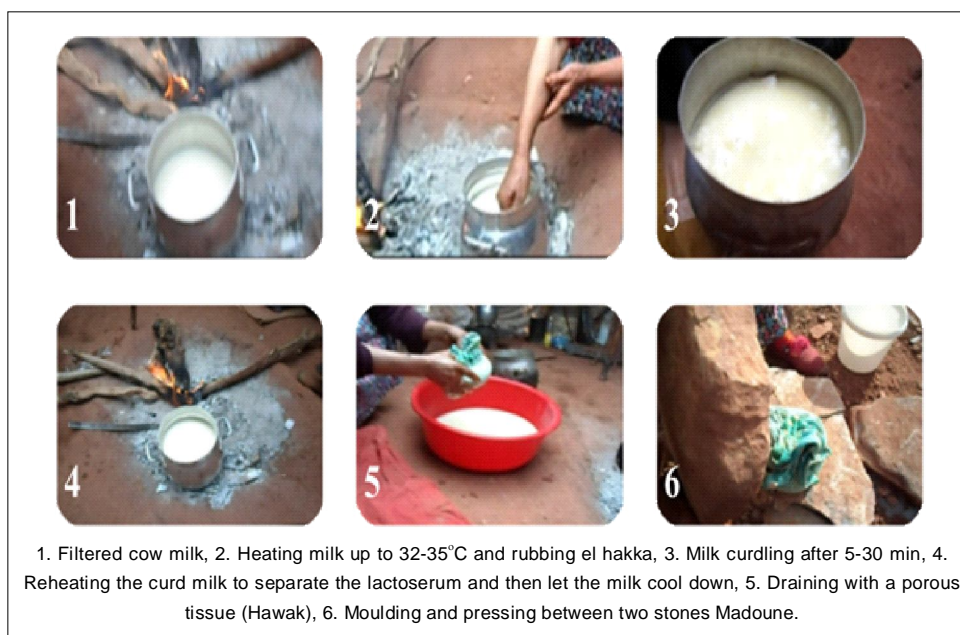 1
2
3
4
5
6
1. Filtered cow milk, 2. Heating milk up to 32-35°C and rubbing el hakka, 3. Milk curdling after 5-30 min, 4.
Reheating the curd milk to separate the lactoserum and then let the milk cool down, 5. Draining with a porous
tissue (Hawak), 6. Moulding and pressing between two stones Madoune.